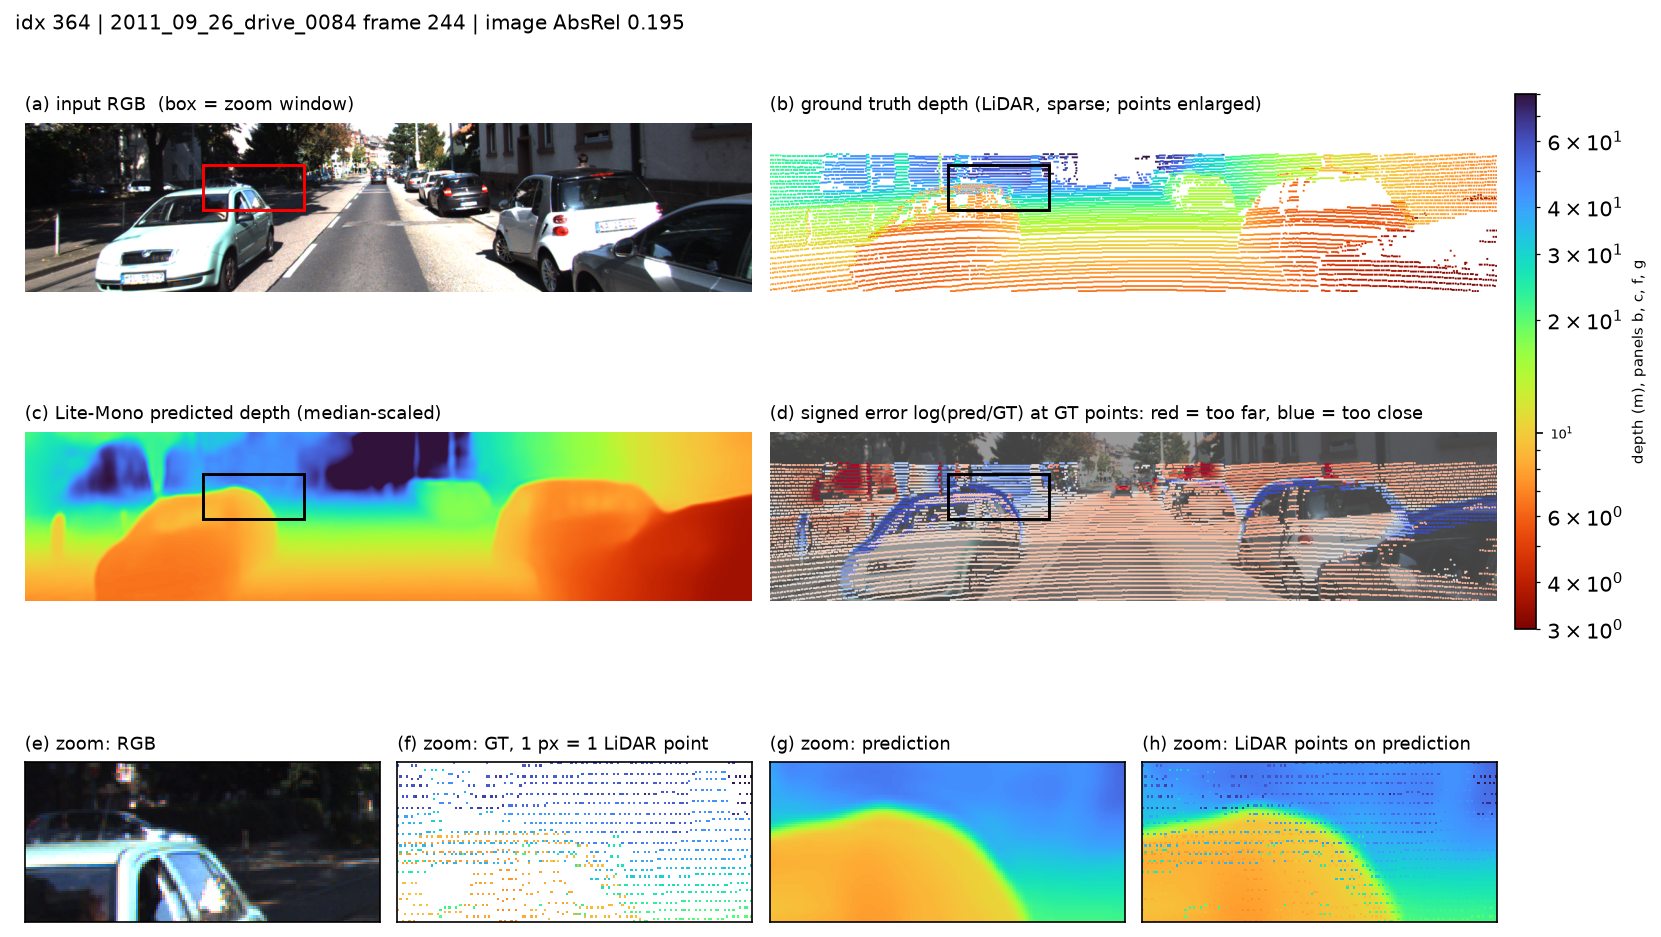 idx 364 | 2011_09_26_drive_0084 frame 244 | image AbsRel 0.195
(a) input RGB  (box = zoom window)
(b) ground truth depth (LiDAR, sparse; points enlarged)
6 × 10¹
4 × 10¹
3 × 10¹
2 × 10¹
10¹
6 × 10⁰
4 × 10⁰
3 × 10⁰
depth (m), panels b, c, f, g
(c) Lite-Mono predicted depth (median-scaled)
(d) signed error log(pred/GT) at GT points: red = too far, blue = too close
(e) zoom: RGB
(f) zoom: GT, 1 px = 1 LiDAR point
(g) zoom: prediction
(h) zoom: LiDAR points on prediction